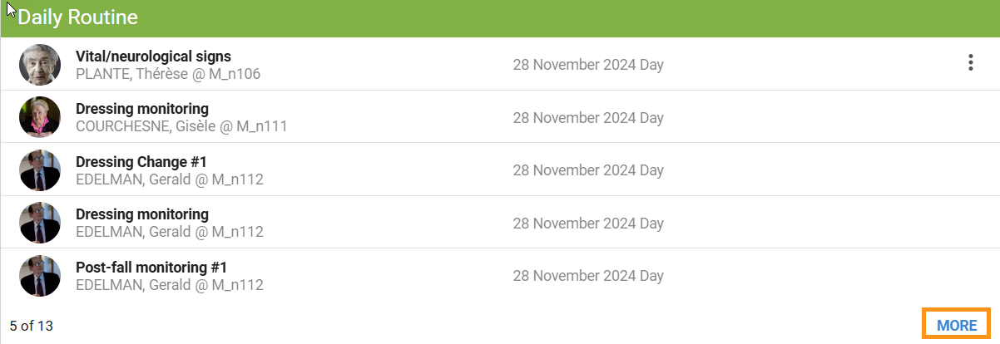 Daily Routine
Vital/neurological signs
PLANTE, Thérèse @ M_n106
28 November 2024 Day
Dressing monitoring
COURCHESNE, Gisèle @ M_n111
28 November 2024 Day
Dressing Change #1
EDELMAN, Gerald @ M_n112
28 November 2024 Day
Dressing monitoring
EDELMAN, Gerald @ M_n112
28 November 2024 Day
Post-fall monitoring #1
EDELMAN, Gerald @ M_n112
28 November 2024 Day
5 of 13
MORE